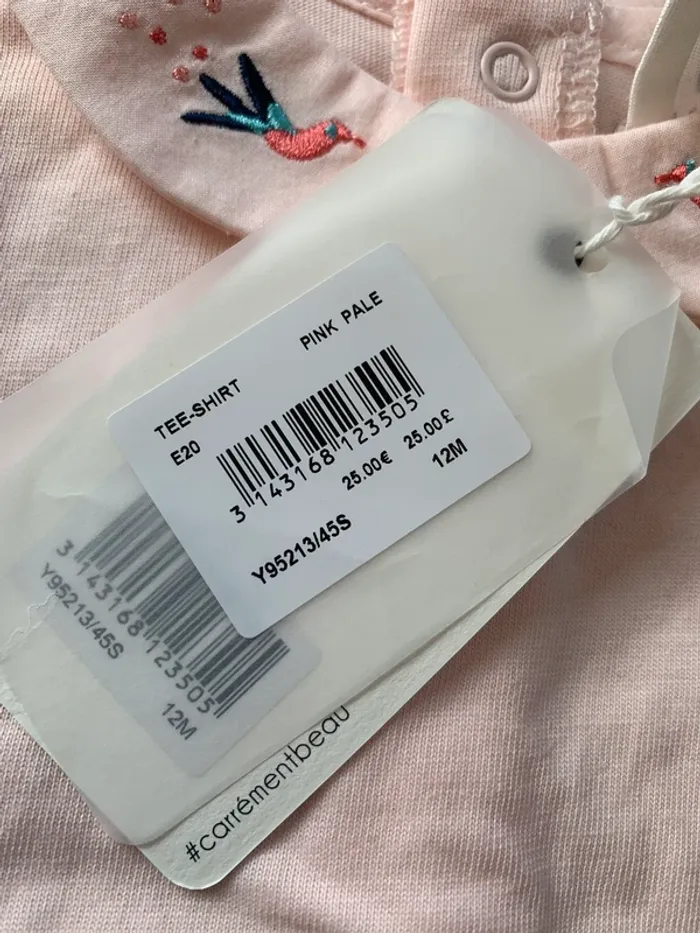 PINK PALE
TEE-SHIRT
E20
3 143168 123505
25.00€ 25.00£
12M
Y95213/45S
3 143168 123505
Y95213/45S
12M
#carrémentbeau